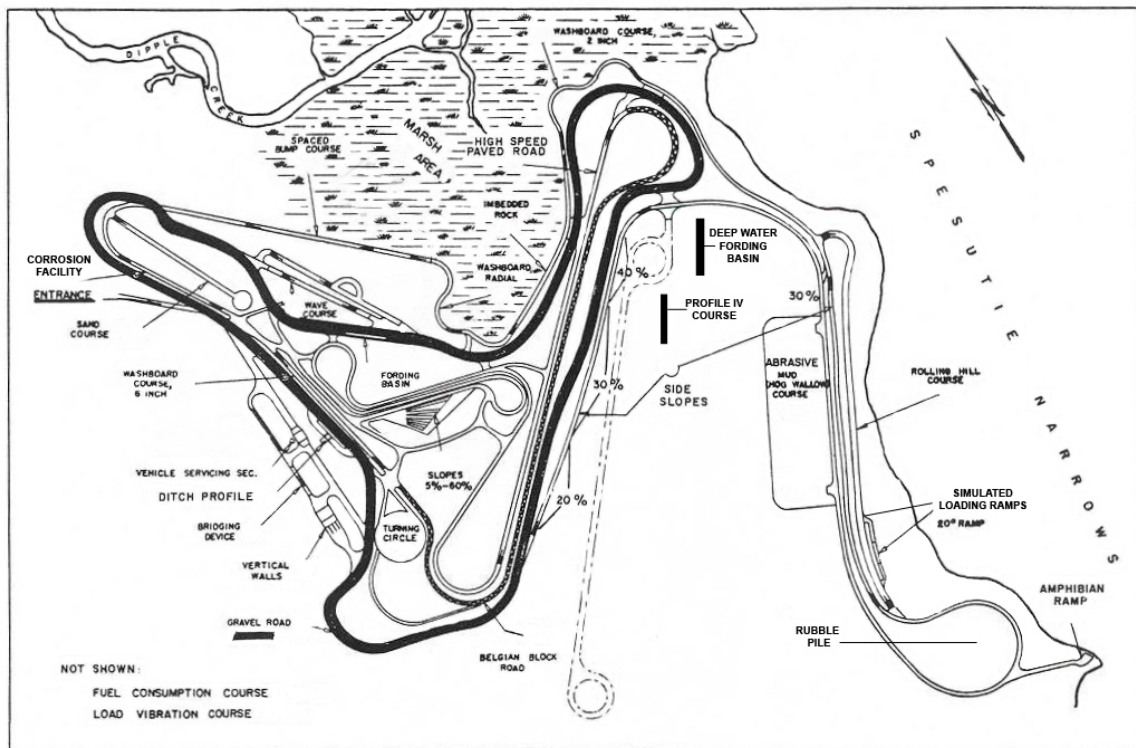 WASHBOARD COURSE,
2 INCH
DIPPLE
CREEK
SPACED
BUMP COURSE
MARSH
AREA
HIGH SPEED
PAVED ROAD
IMBEDDED
ROCK
WASHBOARD
RADIAL
SPESUTIE NARROWS
DEEP WATER
FORDING
BASIN
40 %
PROFILE IV
COURSE
30%
CORROSION
FACILITY
ENTRANCE
SAND
COURSE
WAVE
COURSE
WASHBOARD
COURSE,
6 INCH
FORDING
BASIN
30%
SIDE
SLOPES
ABRASIVE
MUD
(HOG WALLOW)
COURSE
ROLLING HILL
COURSE
VEHICLE SERVICING SEC.
DITCH PROFILE
BRIDGING
DEVICE
VERTICAL
WALLS
SLOPES
5%-60%
TURNING
CIRCLE
20%
SIMULATED
LOADING RAMPS
20° RAMP
AMPHIBIAN
RAMP
GRAVEL ROAD
BELGIAN BLOCK
ROAD
RUBBLE
PILE
NOT SHOWN:
FUEL CONSUMPTION COURSE
LOAD VIBRATION COURSE